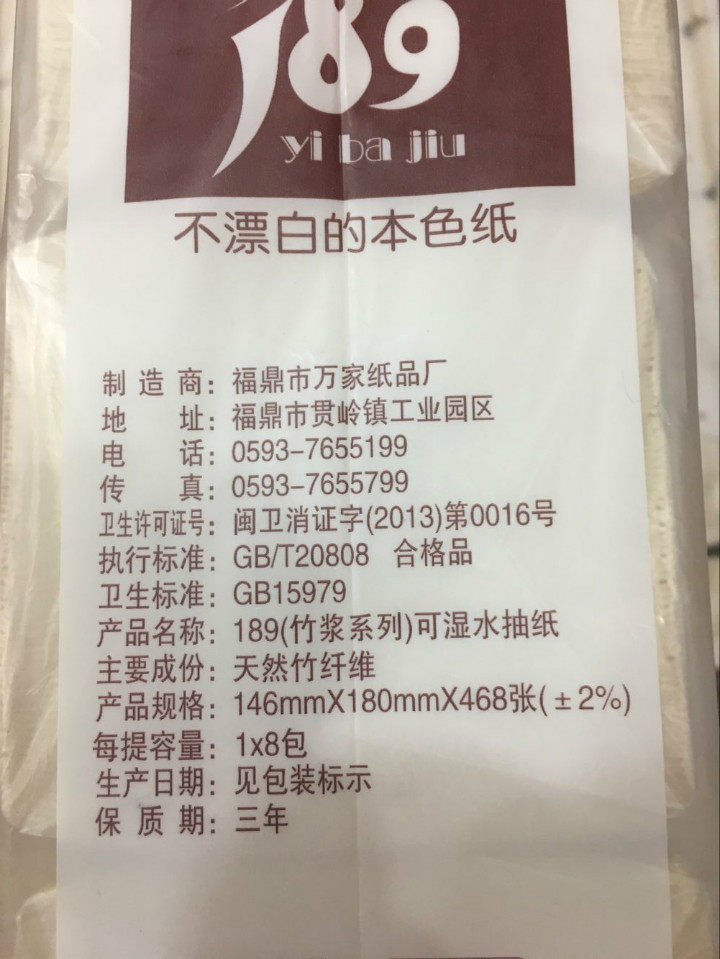 189
yi ba jiu
不漂白的本色纸
制造商：福鼎市万家纸品厂
地址：福鼎市贯岭镇工业园区
电话：0593-7655199
传真：0593-7655799
卫生许可证号：闽卫消证字(2013)第0016号
执行标准：GB/T20808 合格品
卫生标准：GB15979
产品名称：189(竹浆系列)可湿水抽纸
主要成份：天然竹纤维
产品规格：146mmX180mmX468张(±2%)
每提容量：1x8包
生产日期：见包装标示
保质期：三年